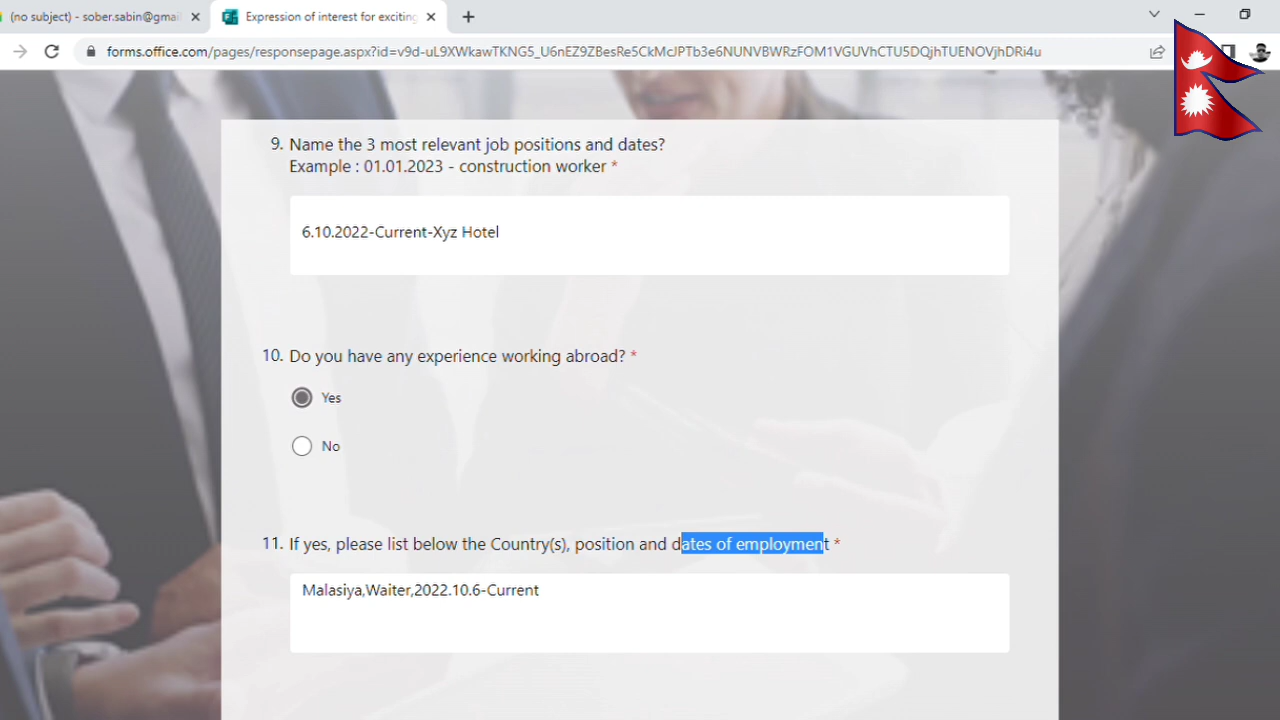 (no subject) - sober.sabin@gmai
Expression of interest for exciting
forms.office.com/pages/responsepage.aspx?id=v9d-uL9XWkawTKNG5_U6nEZ9ZBesRe5CkMcJPTb3e6NUNVBWRzFOM1VGUVhCTU5DQjhTUENOVjhDRi4u
9. Name the 3 most relevant job positions and dates?
Example : 01.01.2023 - construction worker *
6.10.2022-Current-Xyz Hotel
10. Do you have any experience working abroad? *
Yes
No
11. If yes, please list below the Country(s), position and dates of employment *
Malasiya,Waiter,2022.10.6-Current